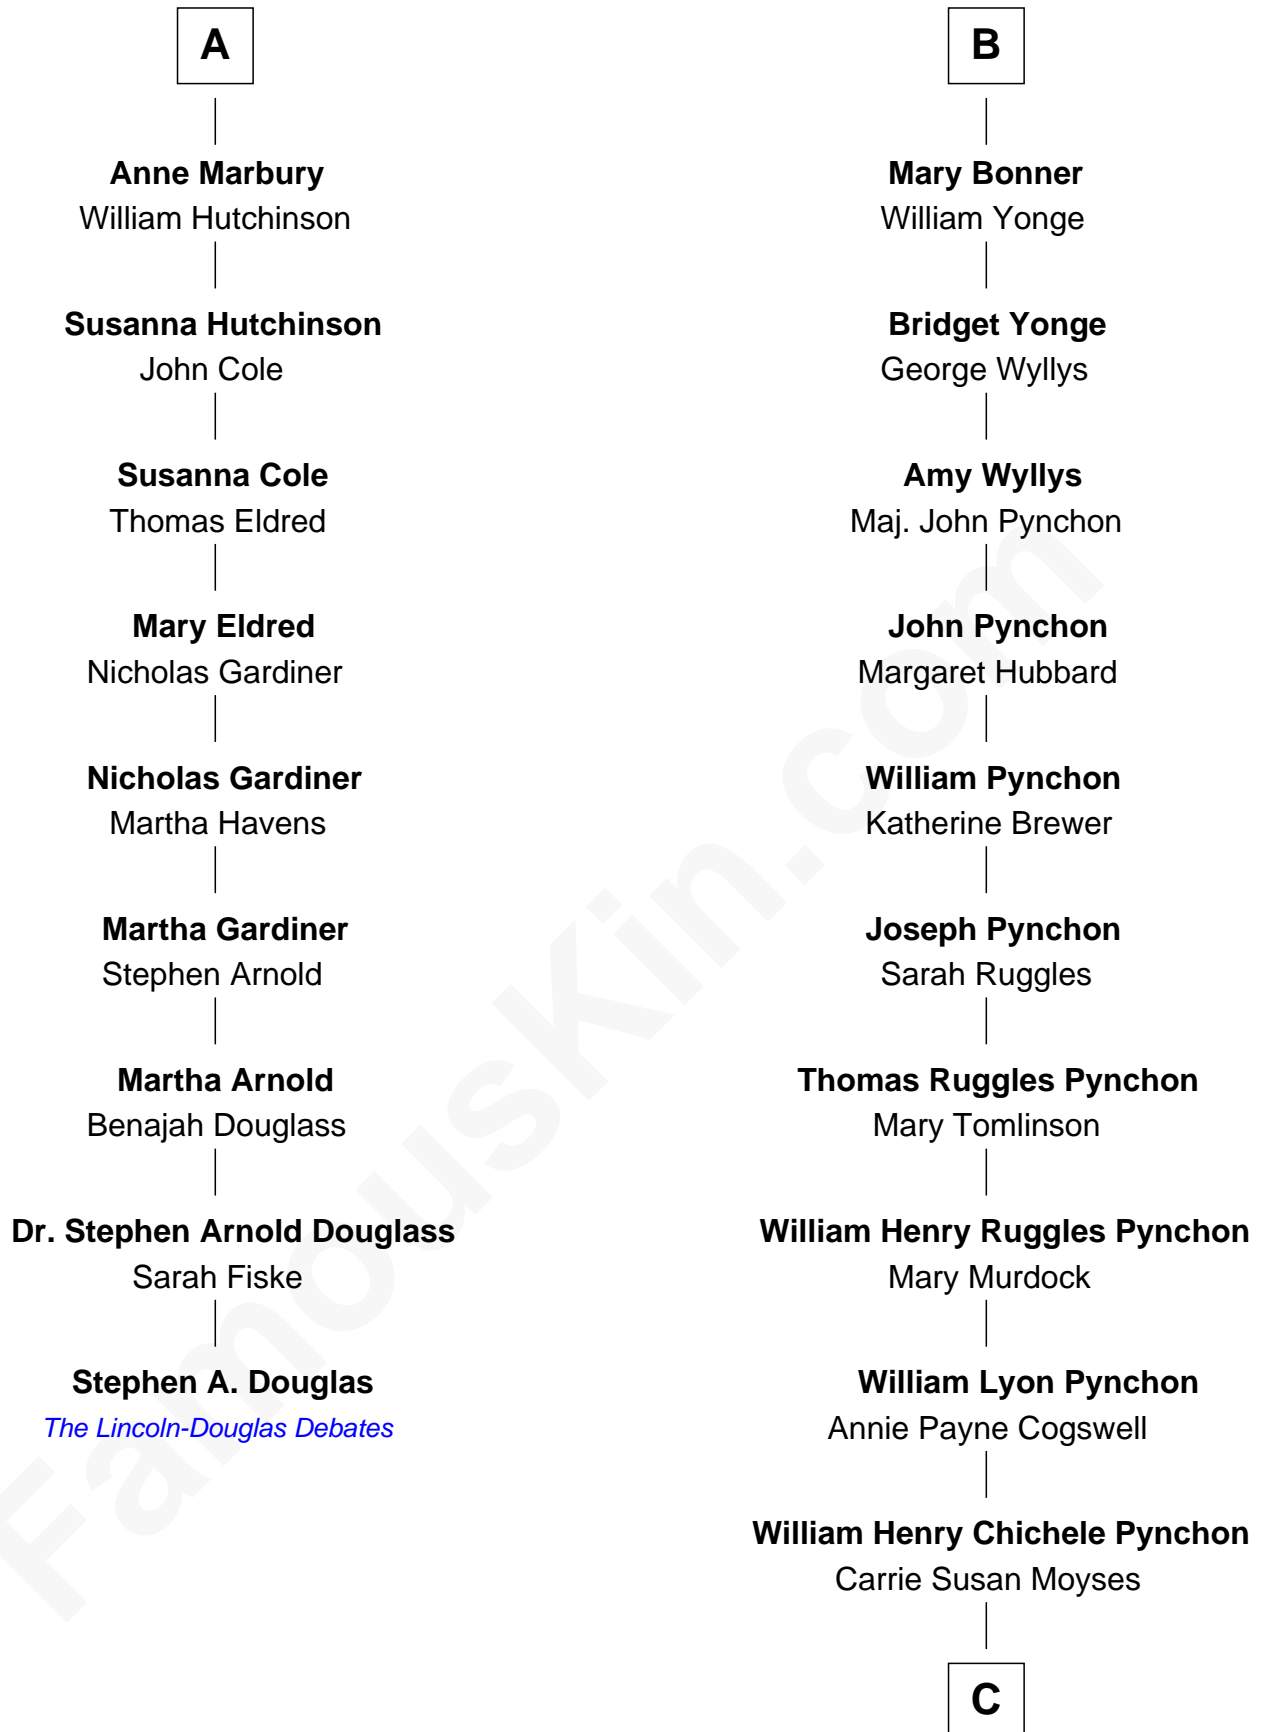 A
Anne Marbury
William Hutchinson
Susanna Hutchinson
John Cole
Susanna Cole
Thomas Eldred
Mary Eldred
Nicholas Gardiner
Nicholas Gardiner
Martha Havens
Martha Gardiner
Stephen Arnold
Martha Arnold
Benajah Douglass
Dr. Stephen Arnold Douglass
Sarah Fiske
Stephen A. Douglas
The Lincoln-Douglas Debates
B
Mary Bonner
William Yonge
Bridget Yonge
George Wyllys
Amy Wyllys
Maj. John Pynchon
John Pynchon
Margaret Hubbard
William Pynchon
Katherine Brewer
Joseph Pynchon
Sarah Ruggles
Thomas Ruggles Pynchon
Mary Tomlinson
William Henry Ruggles Pynchon
Mary Murdock
William Lyon Pynchon
Annie Payne Cogswell
William Henry Chichele Pynchon
Carrie Susan Moyses
C
FamousKin.com